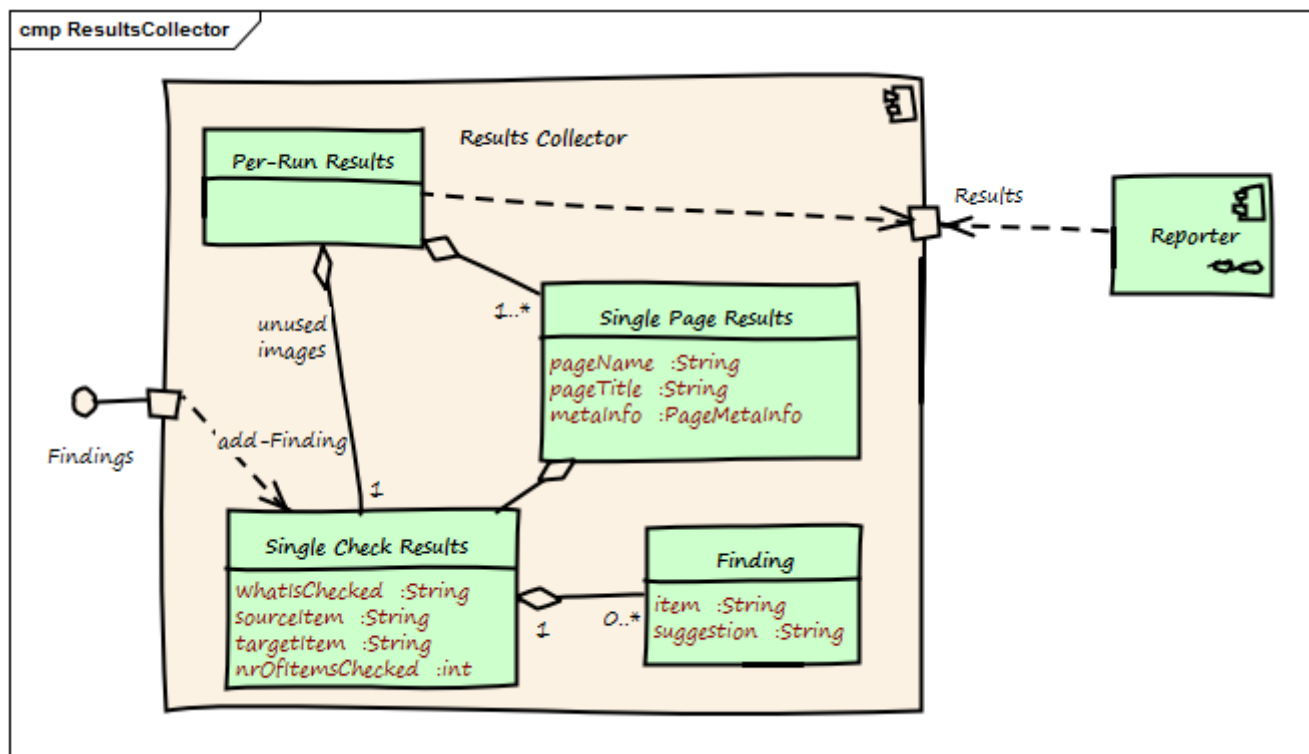 cmp ResultsCollector
Results Collector
Per-Run Results
Results
Reporter
1..*
Single Page Results
pageName :String
pageTitle :String
metaInfo :PageMetaInfo
unused
images
add-Finding
Findings
1
Single Check Results
whatIsChecked :String
sourceItem :String
targetItem :String
nrOfItemsChecked :int
1
0..*
Finding
item :String
suggestion :String